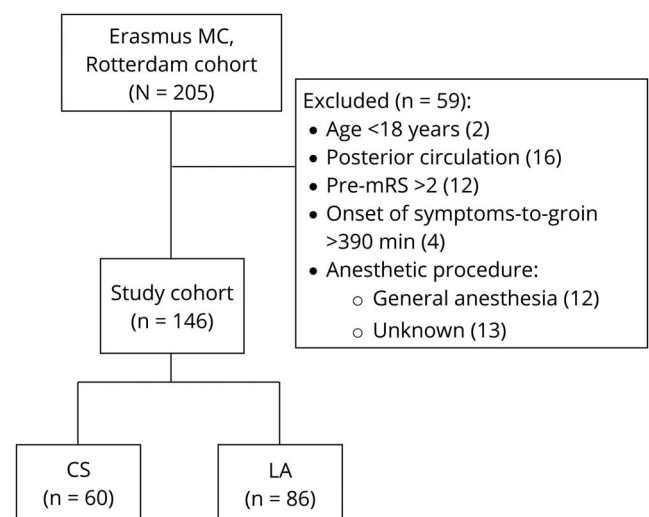 Erasmus MC,
Rotterdam cohort
(N = 205)
Excluded (n = 59):
• Age <18 years (2)
• Posterior circulation (16)
• Pre-mRS >2 (12)
• Onset of symptoms-to-groin
>390 min (4)
• Anesthetic procedure:
○ General anesthesia (12)
○ Unknown (13)
Study cohort
(n = 146)
CS
(n = 60)
LA
(n = 86)